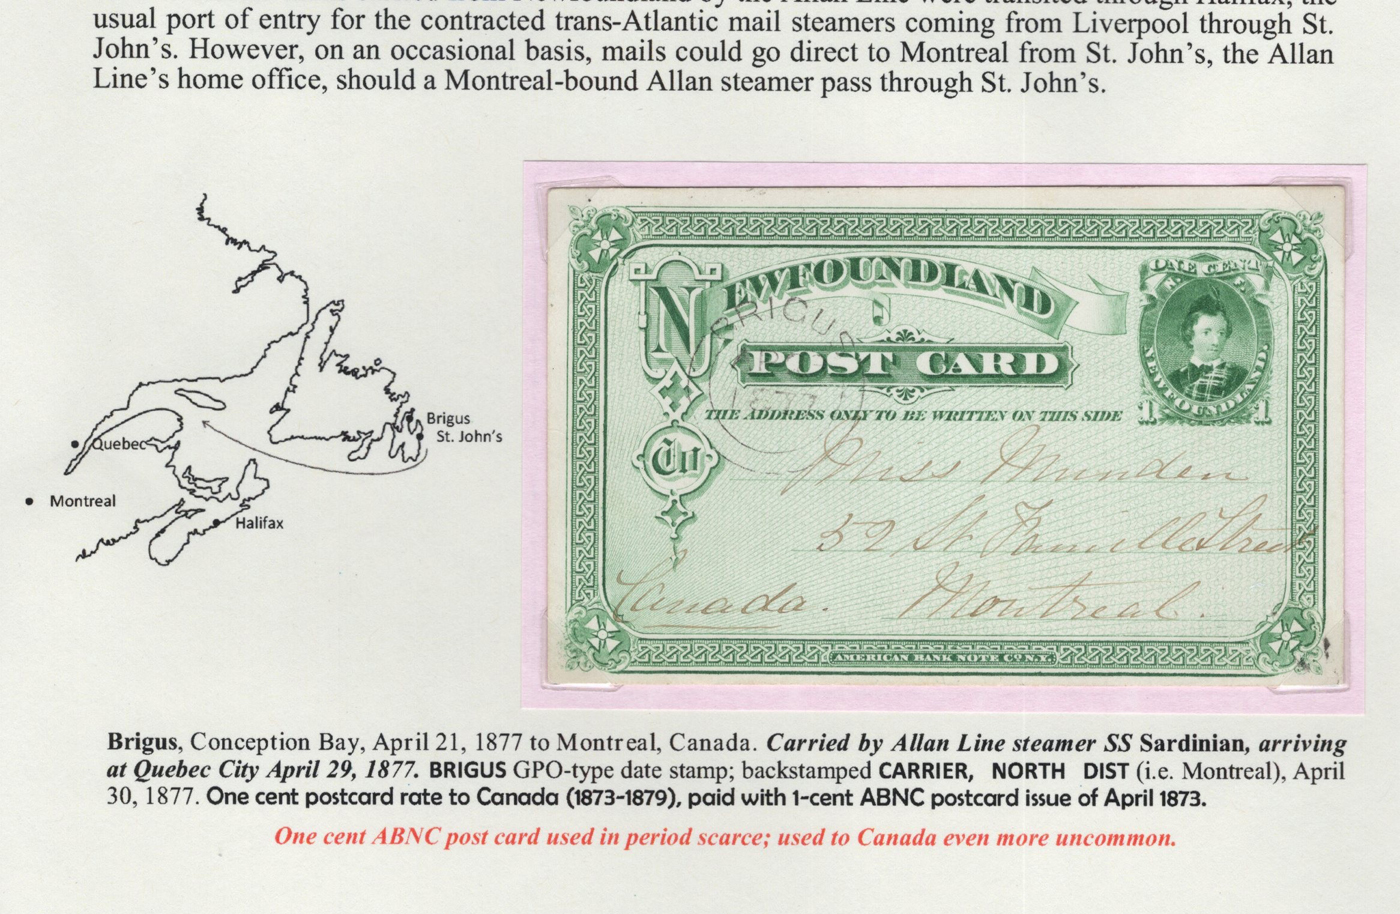 usual port of entry for the contracted trans-Atlantic mail steamers coming from Liverpool through St.
John's. However, on an occasional basis, mails could go direct to Montreal from St. John's, the Allan
Line's home office, should a Montreal-bound Allan steamer pass through St. John's.
Brigus
St. John's
Quebec
Montreal
Halifax
NEWFOUNDLAND
POST CARD
THE ADDRESS ONLY TO BE WRITTEN ON THIS SIDE
ONE CENT
N. F.
NEWFOUNDLAND.
1 1
BRIGUS
1877
To
Miss Munden
52 St Street
Canada. Montreal.
AMERICAN BANK NOTE CO. N.Y.
Brigus, Conception Bay, April 21, 1877 to Montreal, Canada. Carried by Allan Line steamer SS Sardinian, arriving
at Quebec City April 29, 1877. BRIGUS GPO-type date stamp; backstamped CARRIER, NORTH DIST (i.e. Montreal), April
30, 1877. One cent postcard rate to Canada (1873-1879), paid with 1-cent ABNC postcard issue of April 1873.
One cent ABNC post card used in period scarce; used to Canada even more uncommon.